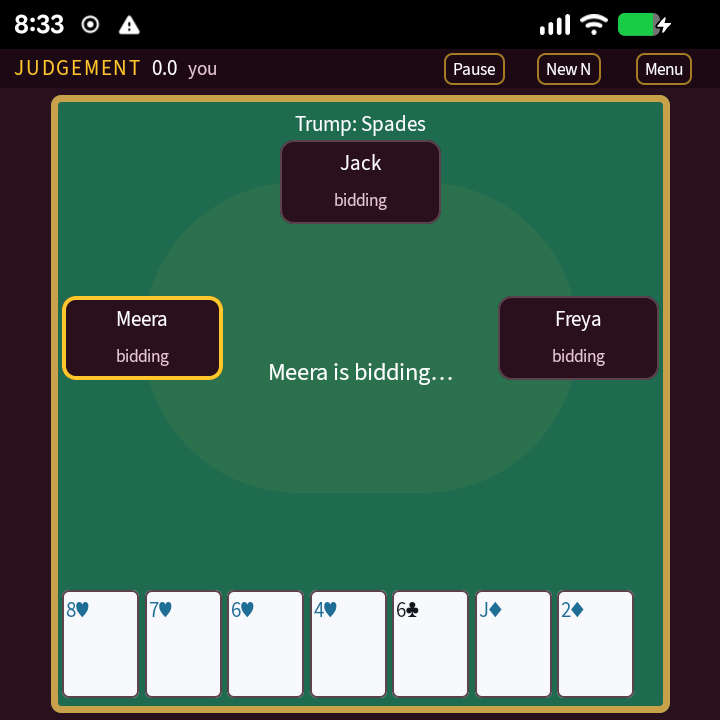 8:33
JUDGEMENT 0.0 you Pause New N Menu
Trump: Spades
Jack
bidding
Meera
bidding
Freya
bidding
Meera is bidding...
8♥ 7♥ 6♥ 4♥ 6♣ J♦ 2♦